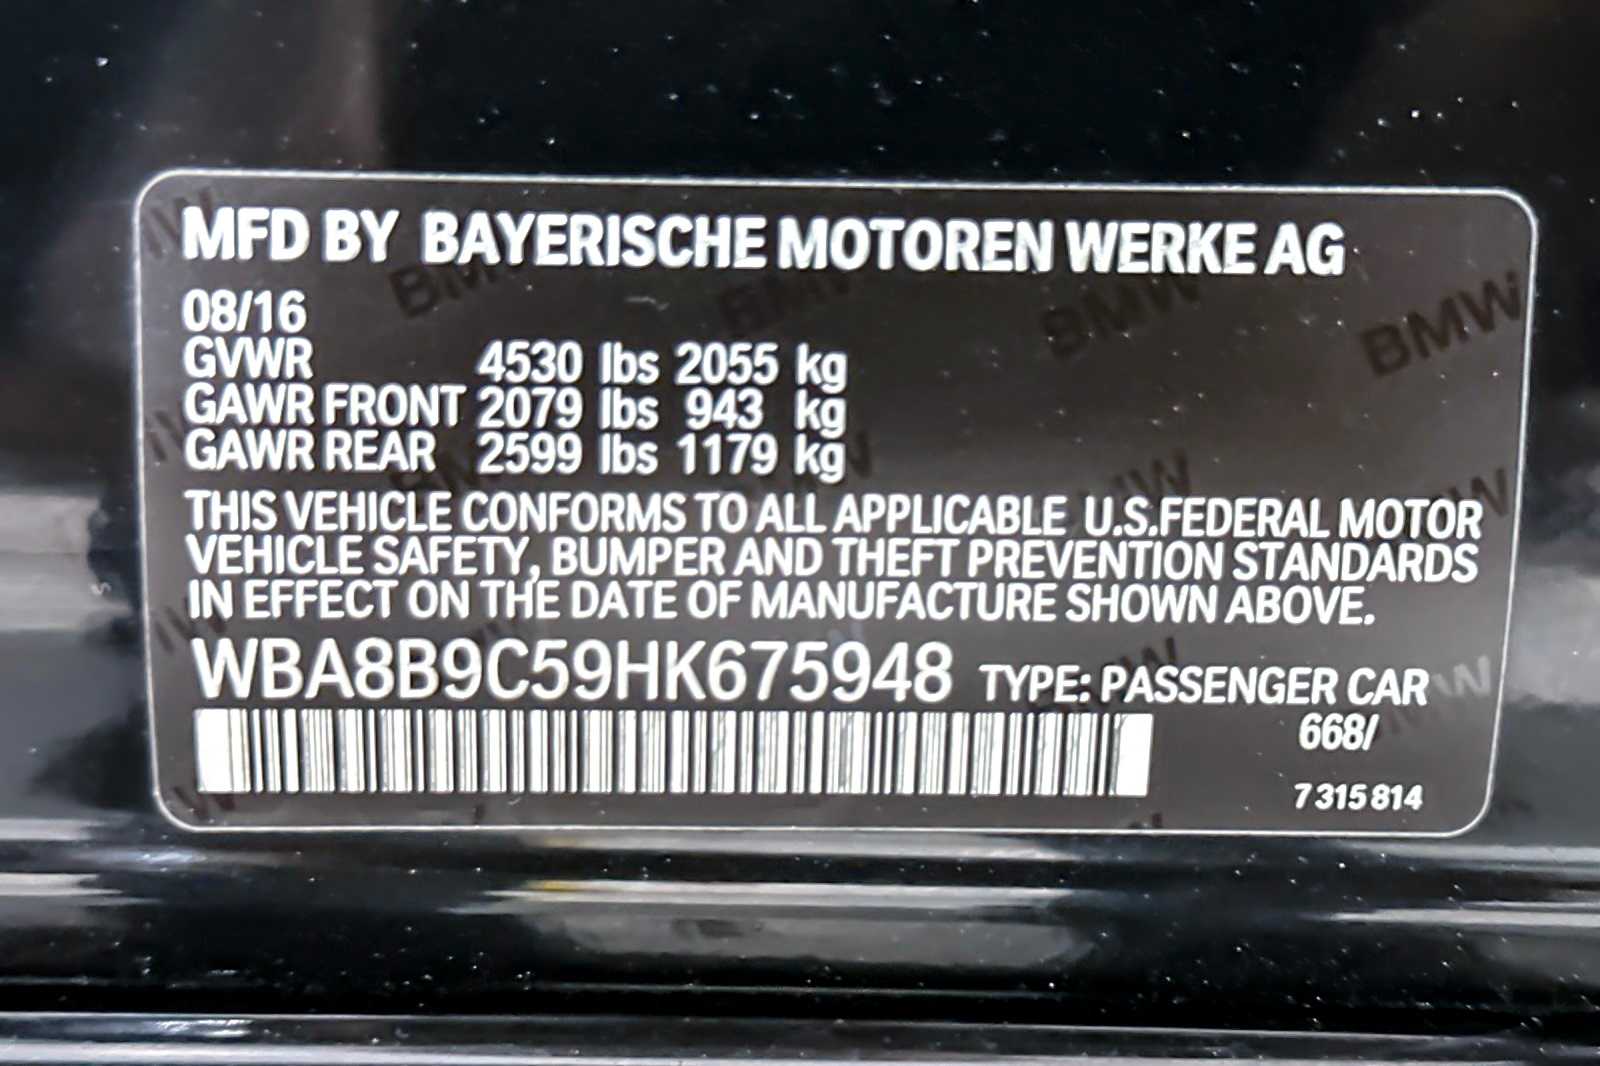 MFD BY BAYERISCHE MOTOREN WERKE AG
08/16
GVWR 4530 lbs 2055 kg
GAWR FRONT 2079 lbs 943 kg
GAWR REAR 2599 lbs 1179 kg
THIS VEHICLE CONFORMS TO ALL APPLICABLE U.S.FEDERAL MOTOR
VEHICLE SAFETY, BUMPER AND THEFT PREVENTION STANDARDS
IN EFFECT ON THE DATE OF MANUFACTURE SHOWN ABOVE.
WBA8B9C59HK675948 TYPE: PASSENGER CAR
668/
7 315 814